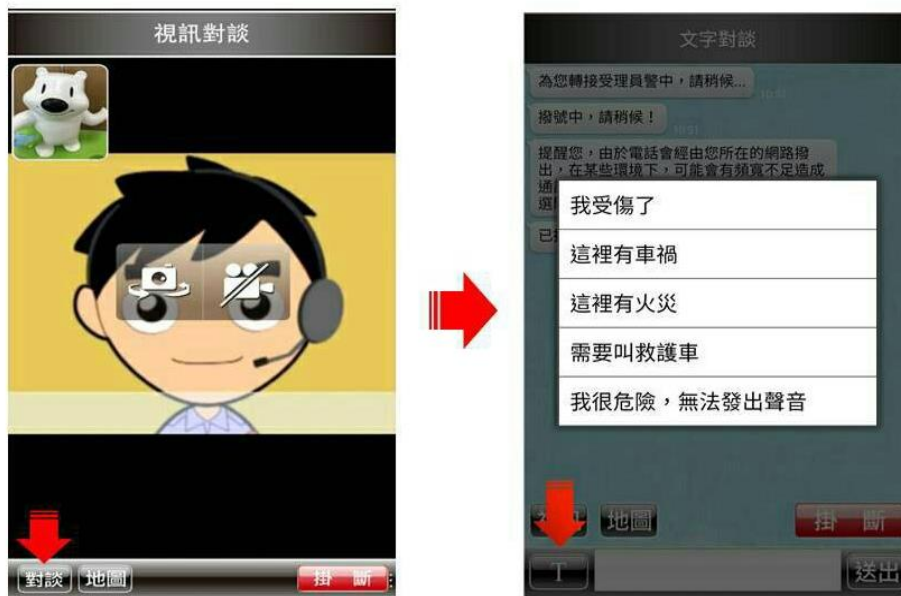 視訊對談
對談
地圖
掛 斷
文字對談
為您轉接受理員警中，請稍候...
10:51
撥號中，請稍候！
10:51
提醒您，由於電話會經由您所在的網路撥
出，在某些環境下，可能會有頻寬不足造成
我受傷了
這裡有車禍
這裡有火災
需要叫救護車
我很危險，無法發出聲音
地圖
掛 斷
T
送出